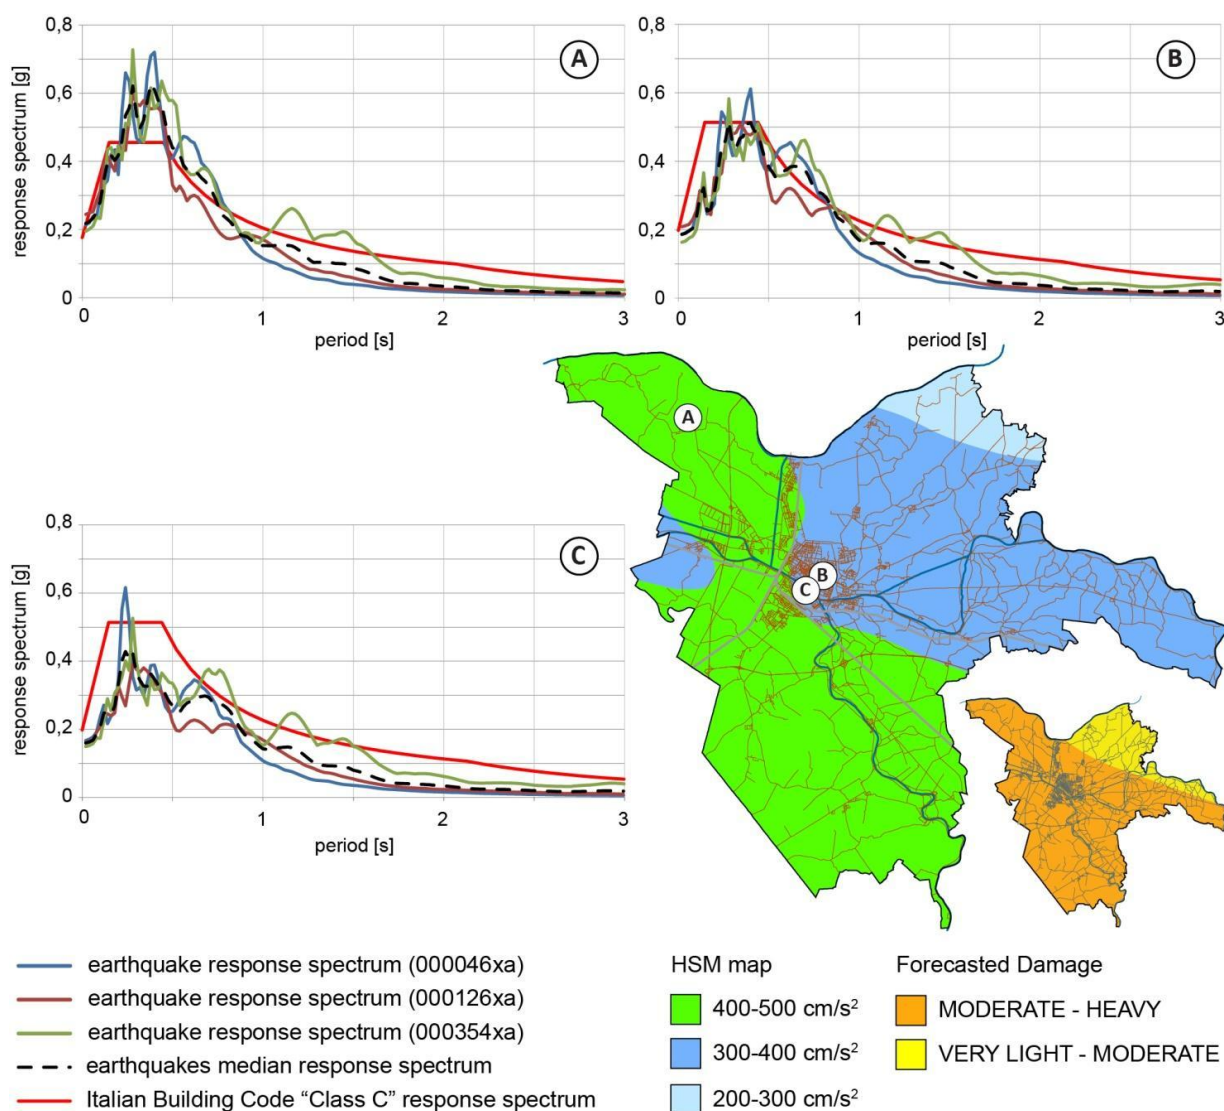 0,8
0,6
0,4
0,2
0
response spectrum [g]
A
0
1
2
3
period [s]
0,8
0,6
0,4
0,2
0
response spectrum [g]
B
0
1
2
3
period [s]
A
B
C
0,8
0,6
0,4
0,2
0
response spectrum [g]
C
0
1
2
3
period [s]
earthquake response spectrum (000046xa)
earthquake response spectrum (000126xa)
earthquake response spectrum (000354xa)
earthquakes median response spectrum
Italian Building Code “Class C” response spectrum
HSM map
400-500 cm/s²
300-400 cm/s²
200-300 cm/s²
Forecasted Damage
MODERATE - HEAVY
VERY LIGHT - MODERATE